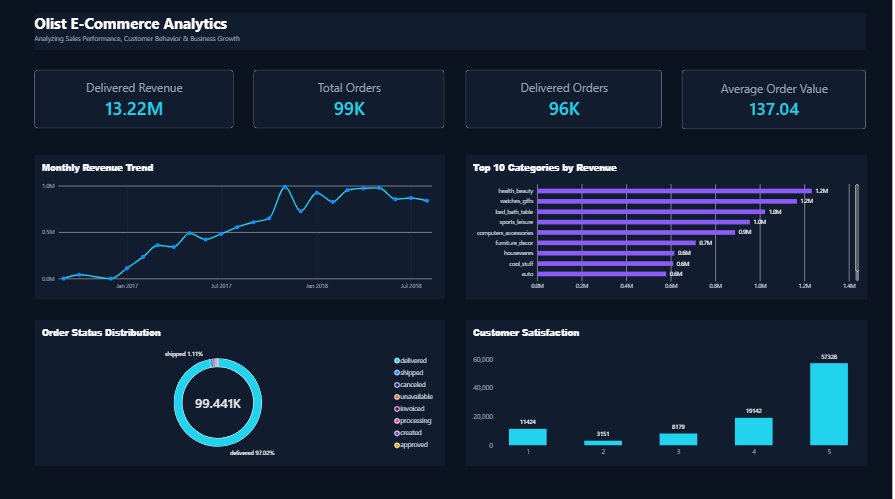 Olist E-Commerce Analytics
Analyzing Sales Performance, Customer Behavior & Business Growth
Delivered Revenue
13.22M
Total Orders
99K
Delivered Orders
96K
Average Order Value
137.04
Monthly Revenue Trend
1.0M
0.5M
0.0M
Jan 2017
Jul 2017
Jan 2018
Jul 2018
Top 10 Categories by Revenue
health_beauty
1.2M
watches_gifts
1.2M
bed_bath_table
1.0M
sports_leisure
1.0M
computers_accessories
0.9M
furniture_decor
0.7M
housewares
0.6M
cool_stuff
0.6M
auto
0.6M
0.0M
0.2M
0.4M
0.6M
0.8M
1.0M
1.2M
1.4M
Order Status Distribution
shipped 1.11%
99.441K
delivered 97.02%
delivered
shipped
canceled
unavailable
invoiced
processing
created
approved
Customer Satisfaction
60,000
40,000
20,000
0
11424
3151
8179
19142
57328
1
2
3
4
5